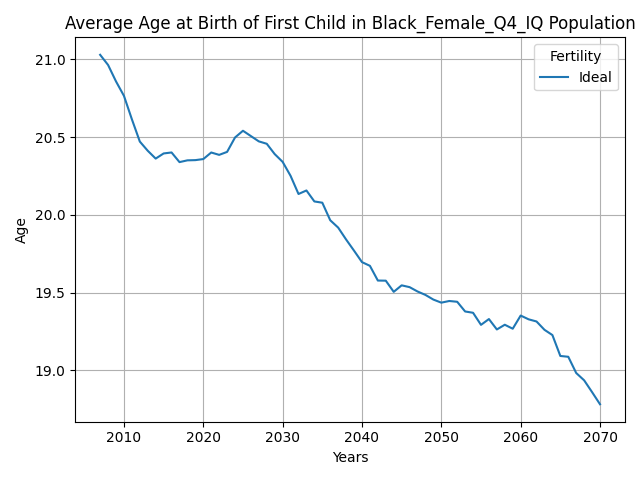 Average Age at Birth of First Child in Black_Female_Q4_IQ Population
Fertility
Ideal
21.0
20.5
20.0
19.5
19.0
Age
2010 2020 2030 2040 2050 2060 2070
Years